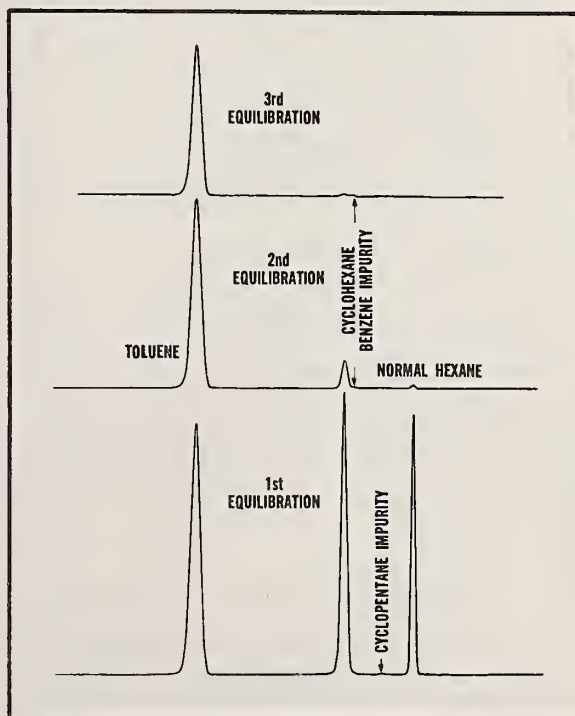 3rd
EQUILIBRATION
2nd
EQUILIBRATION
CYCLOHEXANE
BENZENE IMPURITY
TOLUENE
NORMAL HEXANE
1st
EQUILIBRATION
CYCLOPENTANE IMPURITY